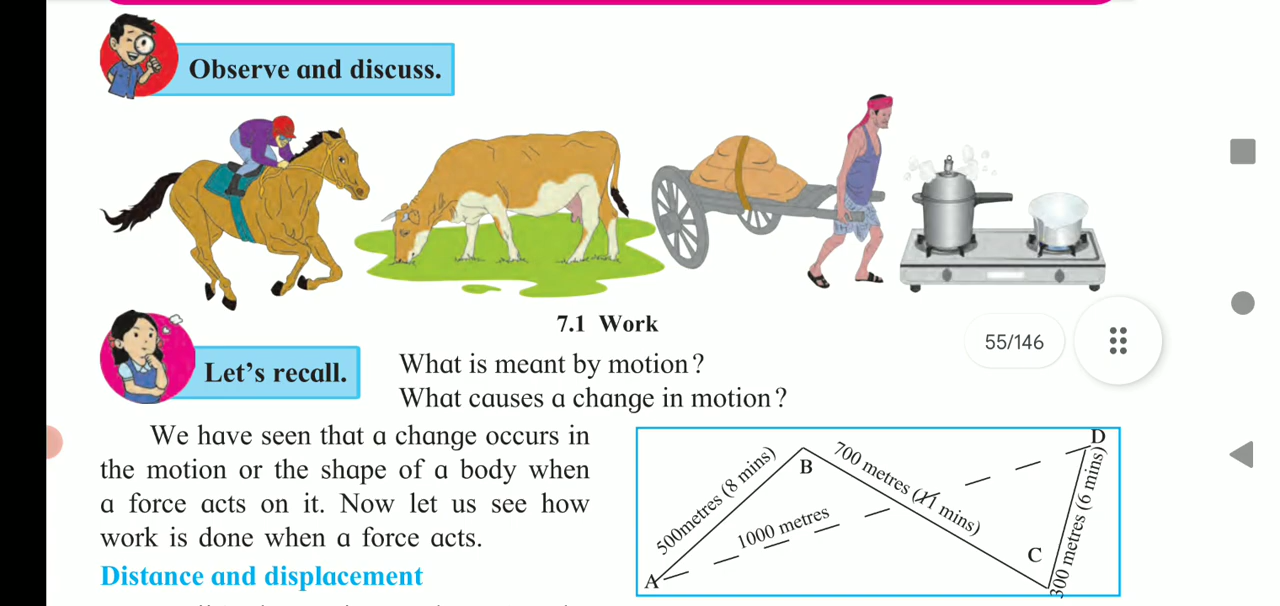 Observe and discuss.
7.1 Work
55/146
Let's recall.
What is meant by motion?
What causes a change in motion?
We have seen that a change occurs in
the motion or the shape of a body when
a force acts on it. Now let us see how
work is done when a force acts.
Distance and displacement
A
500metres (8 mins)
B
700 metres (11 mins)
1000 metres
C
300 metres (6 mins)
D